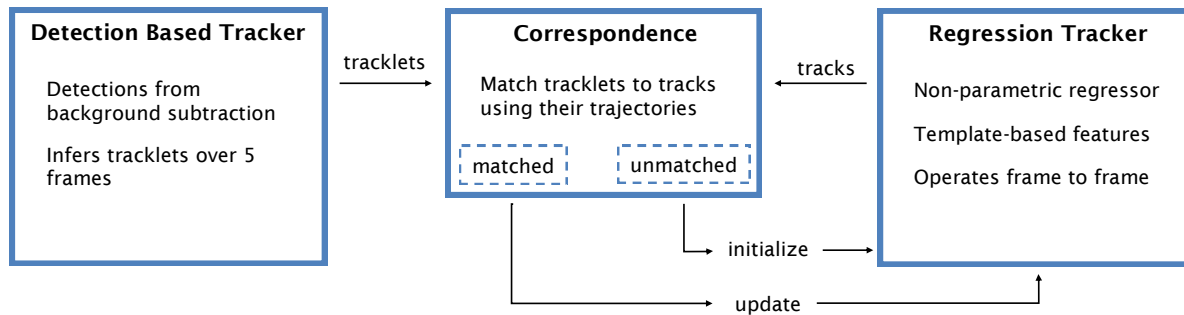 Detection Based Tracker
Detections from
background subtraction
Infers tracklets over 5
frames
tracklets
Correspondence
Match tracklets to tracks
using their trajectories
matched
unmatched
tracks
Regression Tracker
Non-parametric regressor
Template-based features
Operates frame to frame
initialize
update